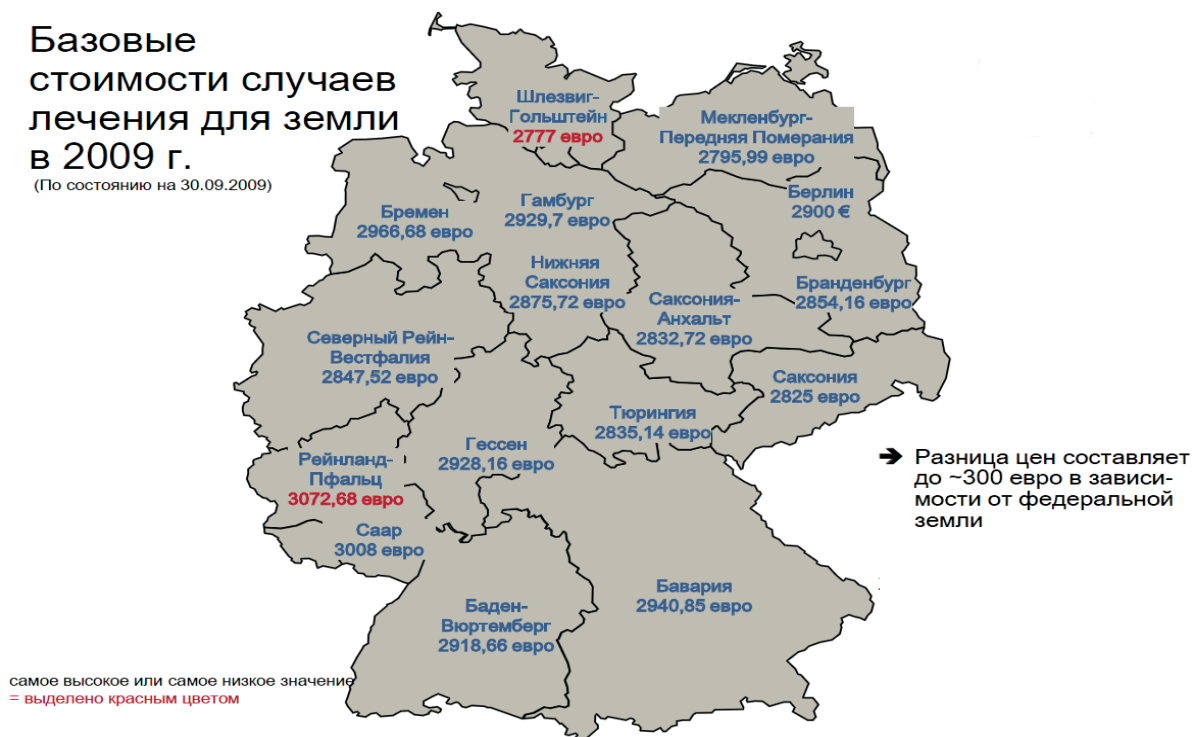 Базовые
стоимости случаев
лечения для земли
в 2009 г.
(По состоянию на 30.09.2009)
Шлезвиг-
Гольштейн
2777 евро
Мекленбург-
Передняя Померания
2795,99 евро
Берлин
2900 €
Гамбург
2929,7 евро
Бремен
2966,68 евро
Нижняя
Саксония
2875,72 евро
Бранденбург
2854,16 евро
Саксония-
Анхальт
2832,72 евро
Северный Рейн-
Вестфалия
2847,52 евро
Саксония
2825 евро
Тюрингия
2835,14 евро
Гессен
2928,16 евро
Рейнланд-
Пфальц
3072,68 евро
Саар
3008 евро
Бавария
2940,85 евро
Баден-
Вюртемберг
2918,66 евро
➔ Разница цен составляет
до ~300 евро в зависи-
мости от федеральной
земли
самое высокое или самое низкое значение
= выделено красным цветом